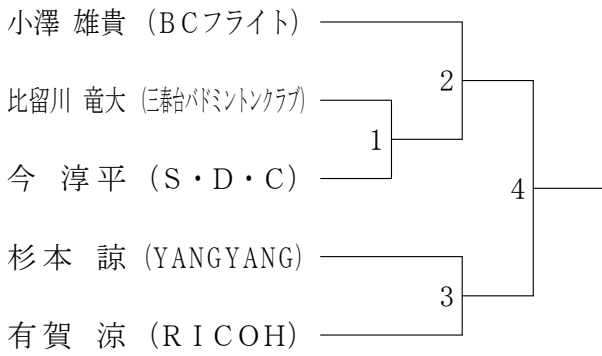 小澤 雄貴 (BCフライト)
2
比留川 竜大 (三春台バドミントンクラブ)
1
今 淳平 (S・D・C)
4
杉本 諒 (YANGYANG)
3
有賀 涼 (RICOH)